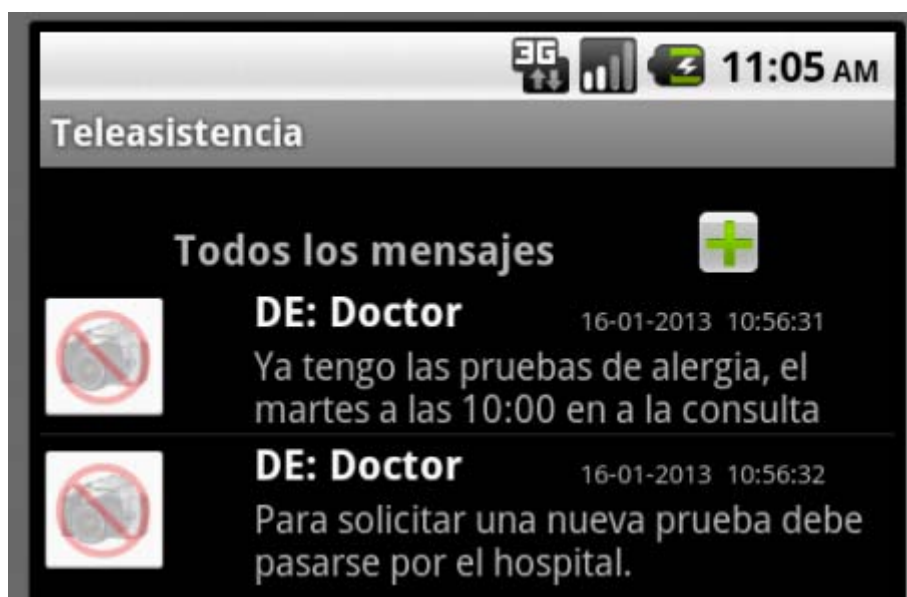 3G 11:05 AM
Teleasistencia
Todos los mensajes
DE: Doctor 16-01-2013 10:56:31
Ya tengo las pruebas de alergia, el
martes a las 10:00 en a la consulta
DE: Doctor 16-01-2013 10:56:32
Para solicitar una nueva prueba debe
pasarse por el hospital.